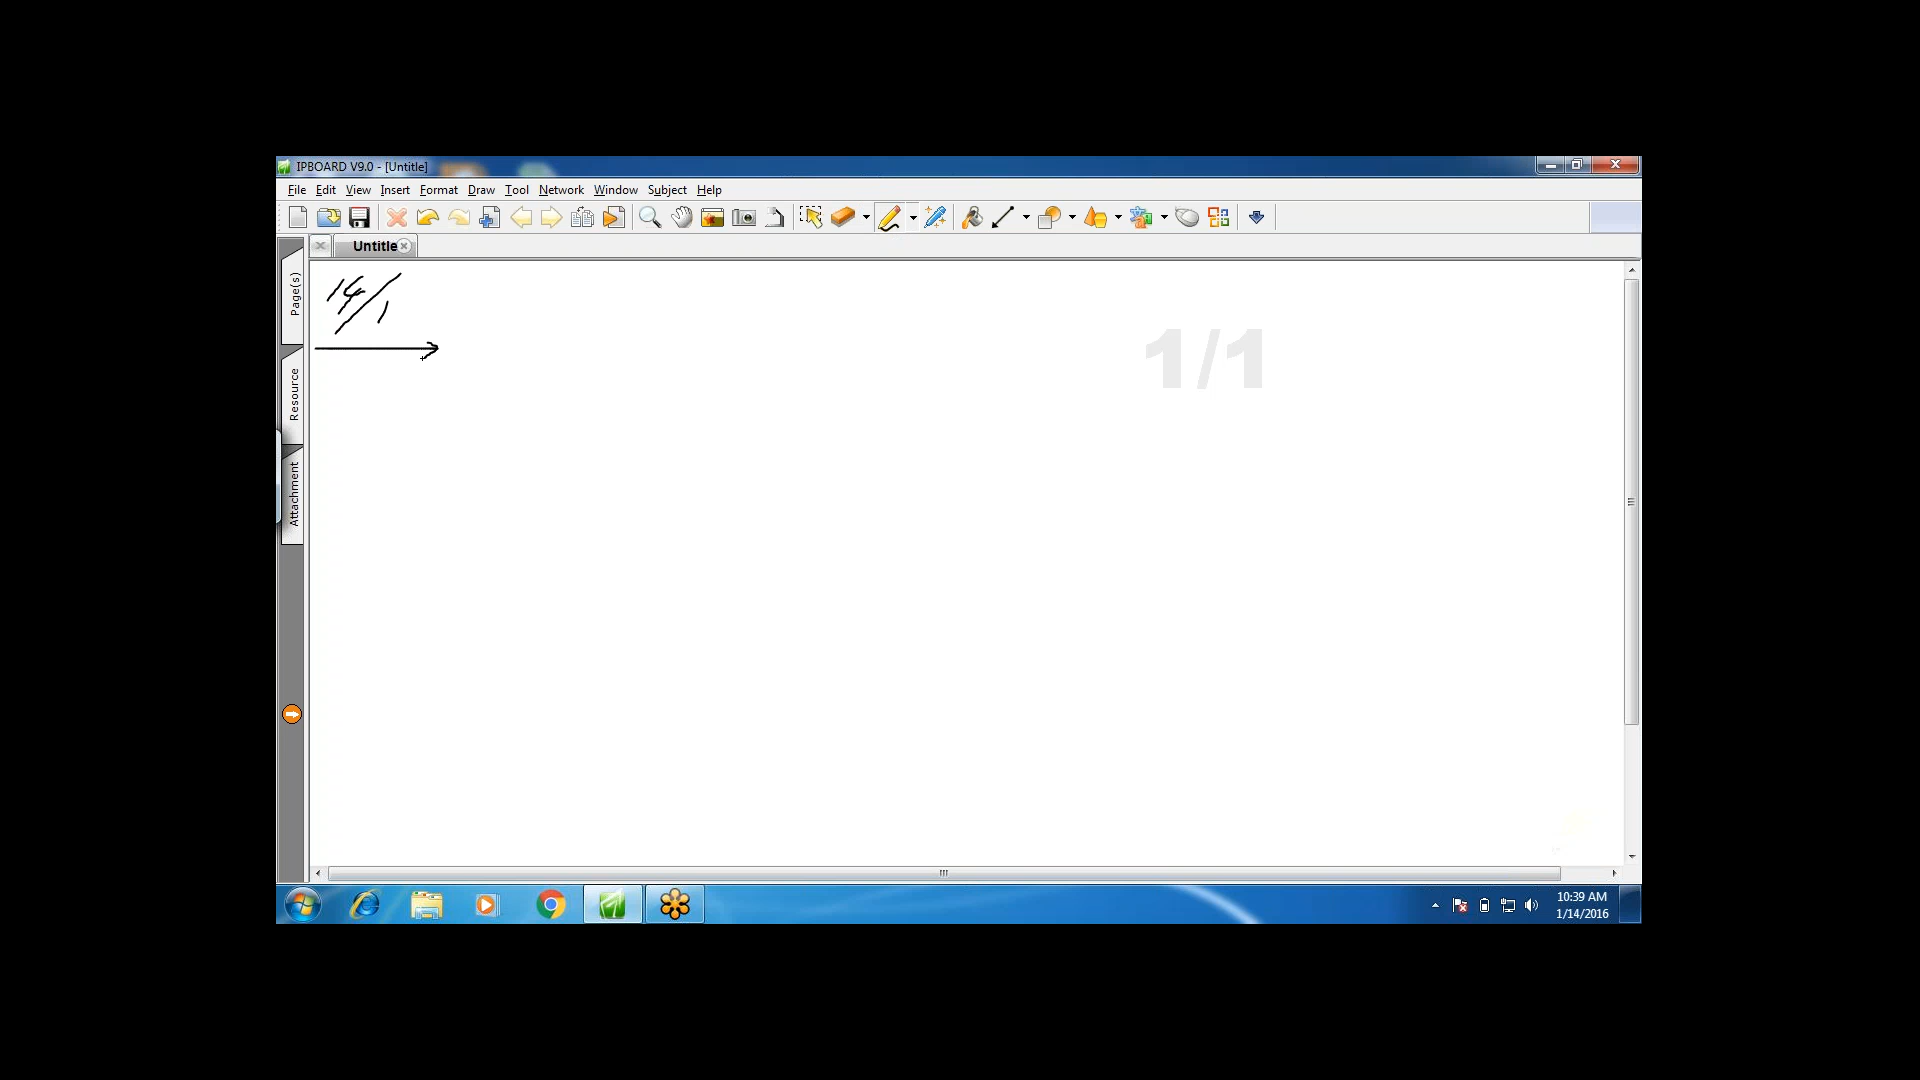 IPBOARD V9.0 - [Untitle]
File Edit View Insert Format Draw Tool Network Window Subject Help
Untitle
Page(s)
Resource
Attachment
14/1
1/1
10:39 AM
1/14/2016